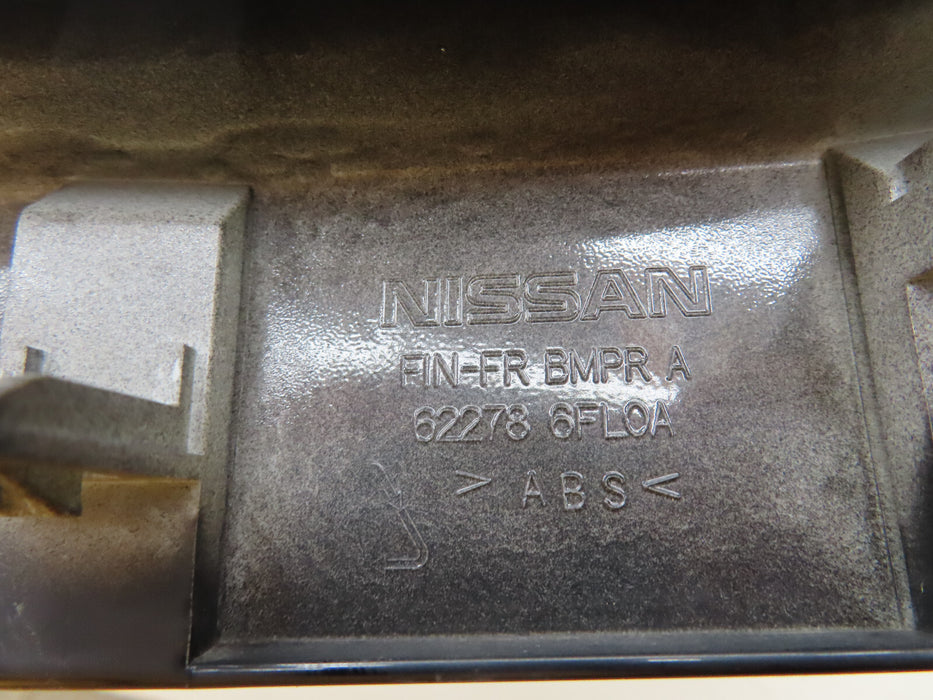 NISSAN
FIN-FR BMPR A
62278 6FL0A
> ABS <